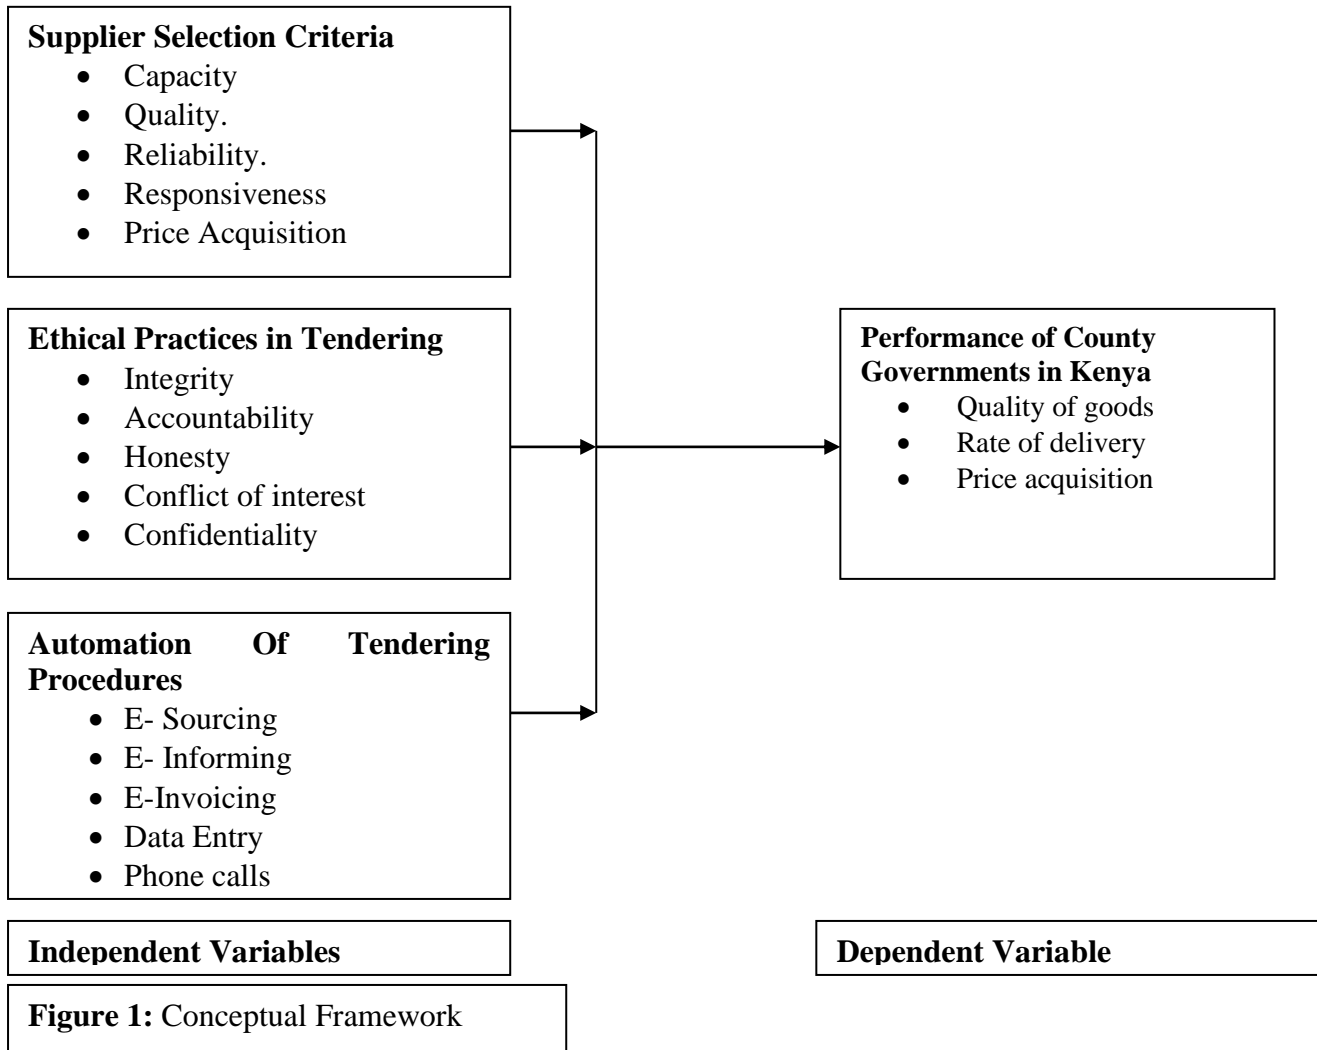 Supplier Selection Criteria
• Capacity
• Quality.
• Reliability.
• Responsiveness
• Price Acquisition
Ethical Practices in Tendering
• Integrity
• Accountability
• Honesty
• Conflict of interest
• Confidentiality
Automation Of Tendering
Procedures
• E- Sourcing
• E- Informing
• E-Invoicing
• Data Entry
• Phone calls
Performance of County
Governments in Kenya
• Quality of goods
• Rate of delivery
• Price acquisition
Independent Variables
Dependent Variable
Figure 1: Conceptual Framework